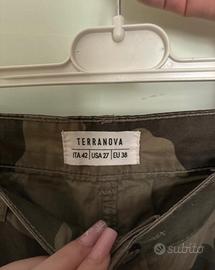 TERRANOVA
ITA 42 | USA 27 | EU 38
subito